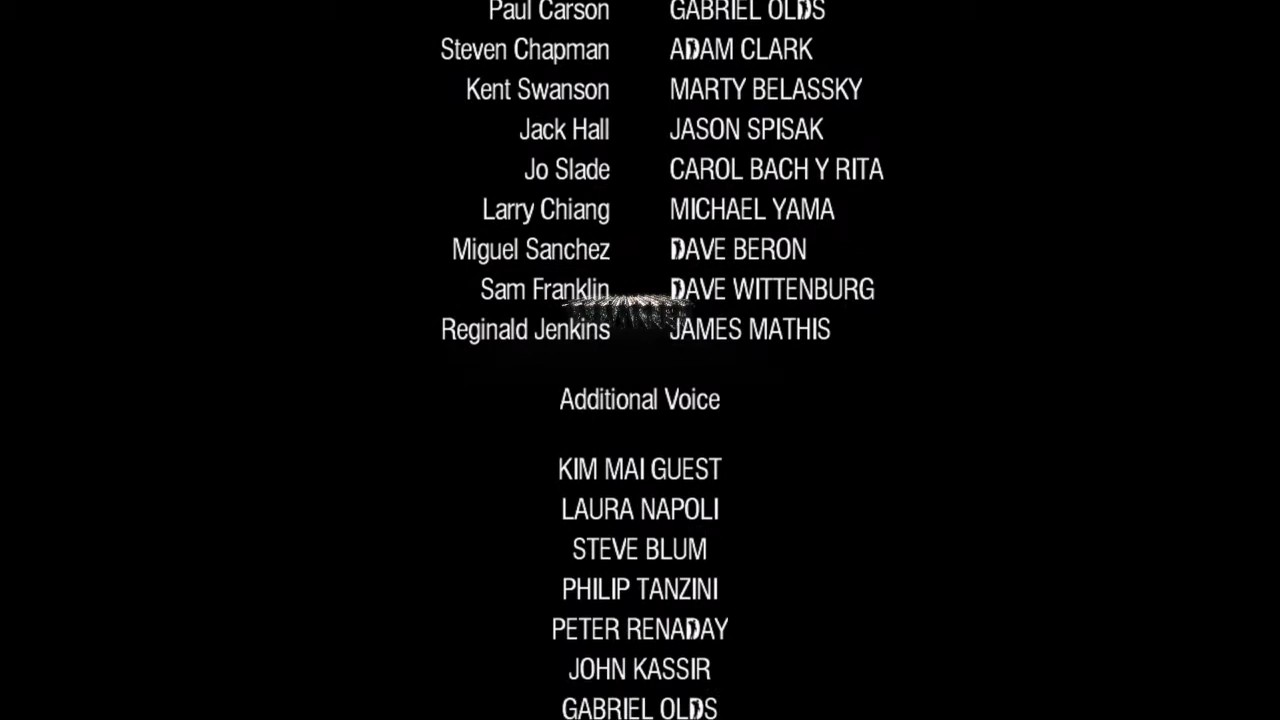 Paul Carson GABRIEL OLDS
Steven Chapman ADAM CLARK
Kent Swanson MARTY BELASSKY
Jack Hall JASON SPISAK
Jo Slade CAROL BACH Y RITA
Larry Chiang MICHAEL YAMA
Miguel Sanchez DAVE BERON
Sam Franklin DAVE WITTENBURG
Reginald Jenkins JAMES MATHIS
Additional Voice
KIM MAI GUEST
LAURA NAPOLI
STEVE BLUM
PHILIP TANZINI
PETER RENADAY
JOHN KASSIR
GABRIEL OLDS